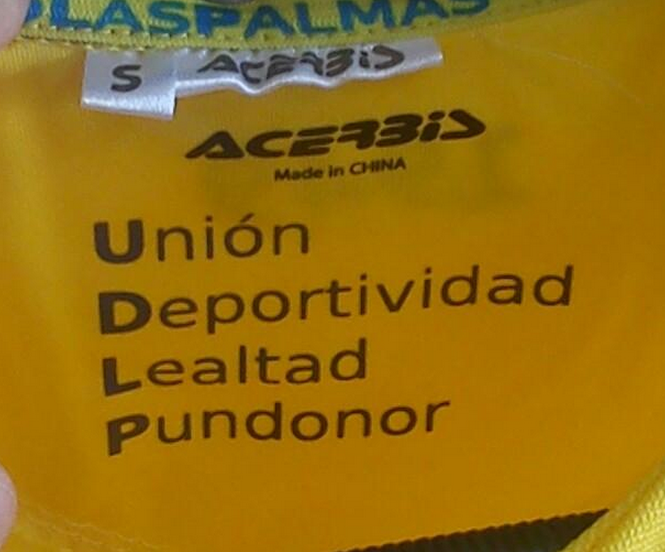 LASPALMAS
S
ACERBIS
ACERBIS
Made in CHINA
Unión
Deportividad
Lealtad
Pundonor